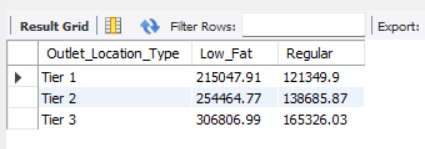 Result Grid Filter Rows: Export:
Outlet_Location_Type Low_Fat Regular
Tier 1 215047.91 121349.9
Tier 2 254464.77 138685.87
Tier 3 306806.99 165326.03